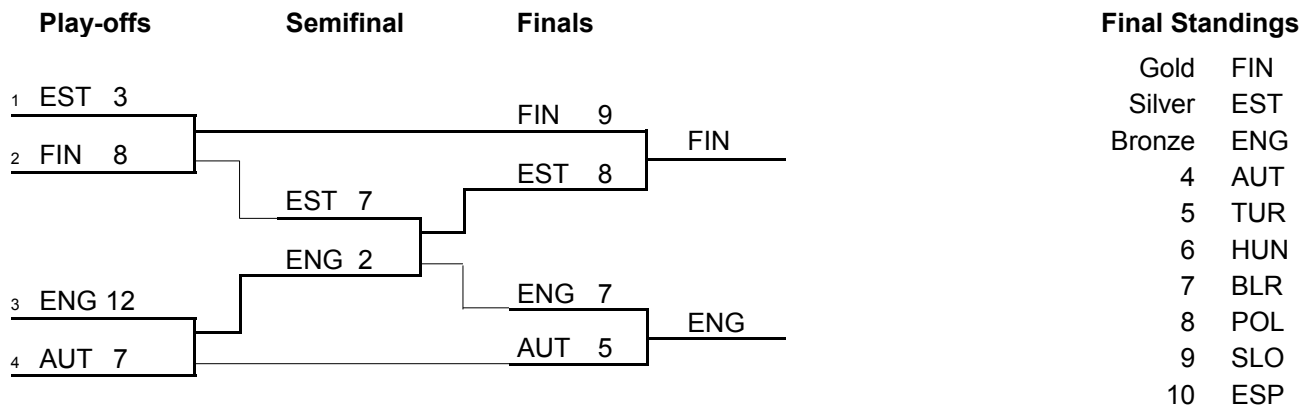 Play-offs Semifinal Finals Final Standings
Gold FIN
1 EST 3
Silver EST
FIN 9
Bronze ENG
FIN
2 FIN 8
4 AUT
EST 8
EST 7
5 TUR
6 HUN
ENG 2
7 BLR
3 ENG 12
ENG 7
ENG
8 POL
AUT 5
4 AUT 7
9 SLO
10 ESP